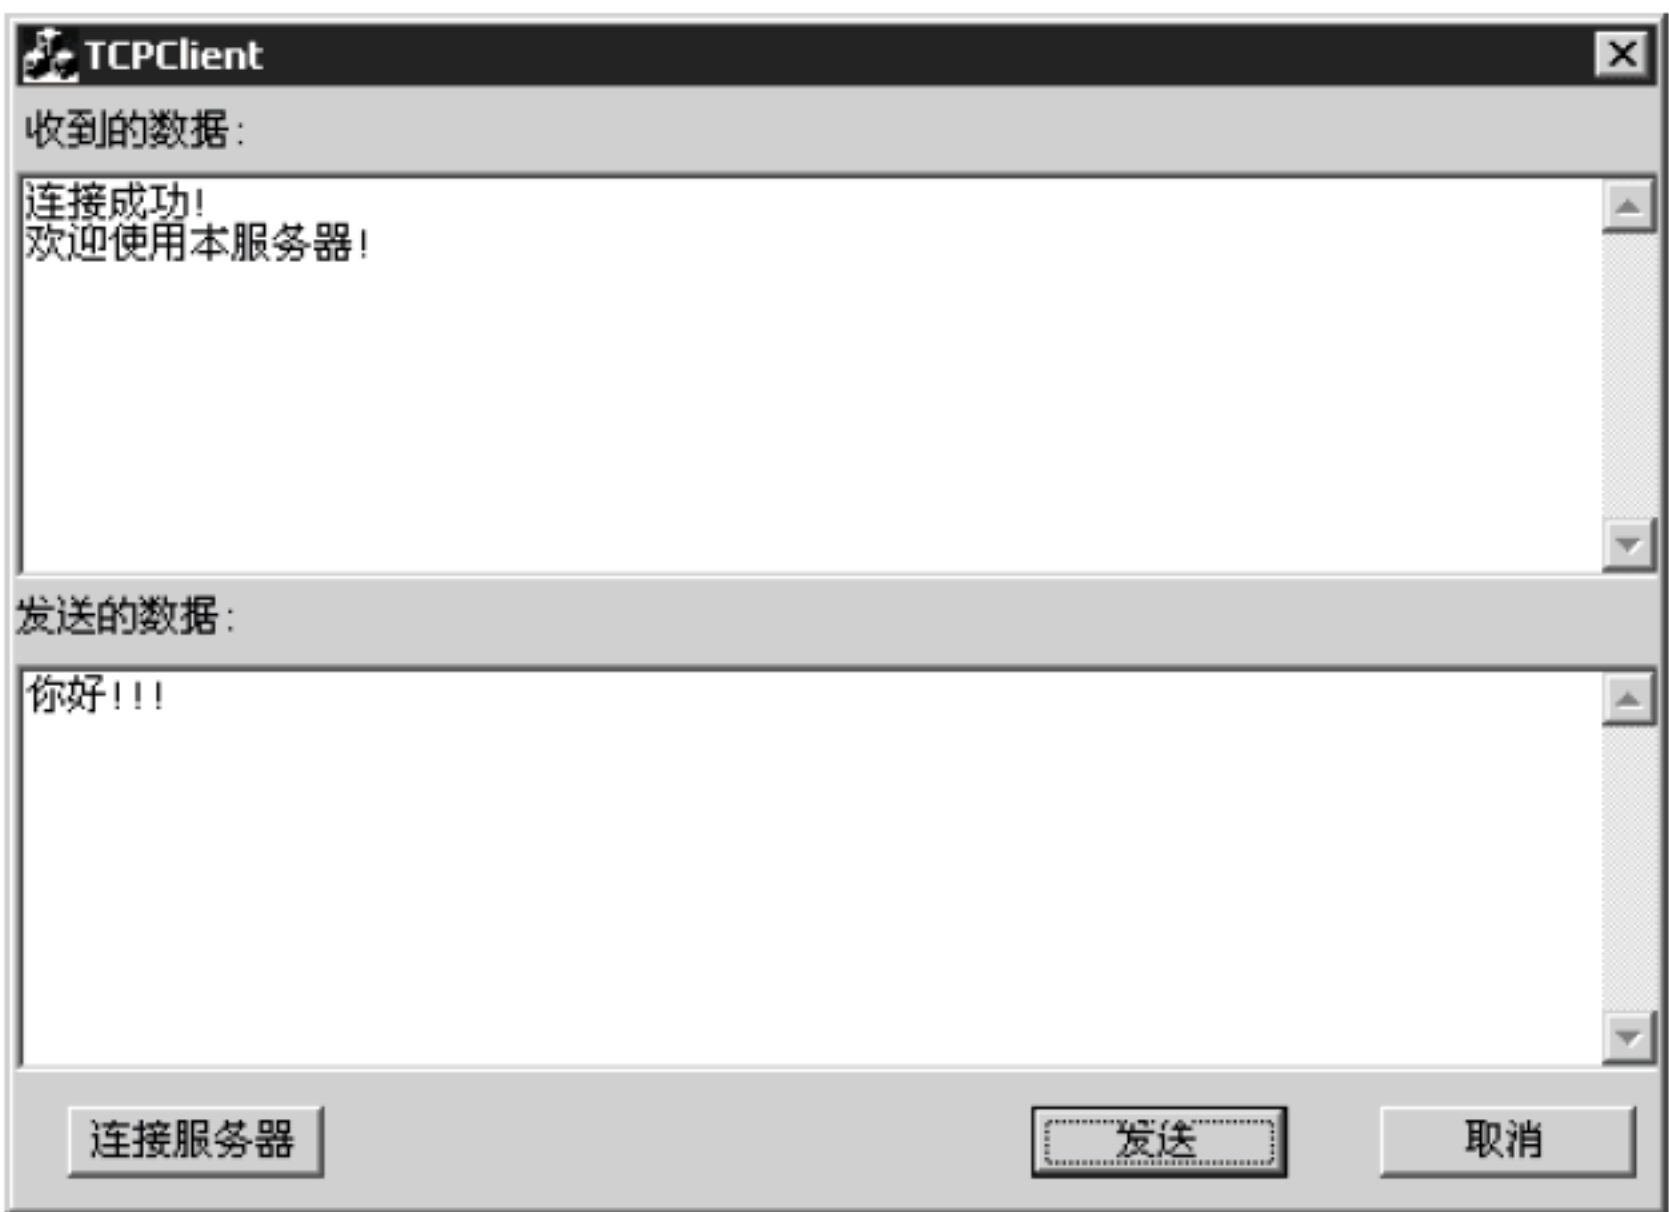 TCPClient
收到的数据:
连接成功!
欢迎使用本服务器!
发送的数据:
你好!!!
连接服务器
发送
取消